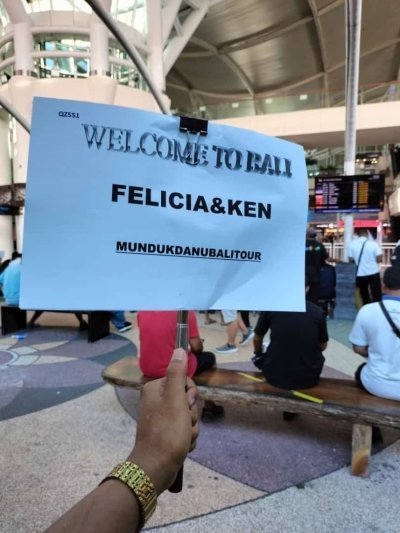 QZ551
WELCOME TO BALI
FELICIA&KEN
MUNDUKDANUBALITOUR